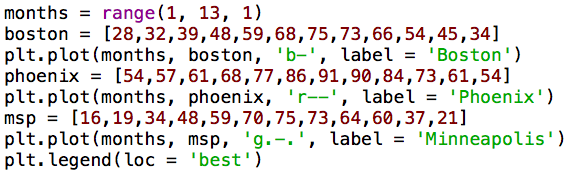 months = range(1, 13, 1)
boston = [28,32,39,48,59,68,75,73,66,54,45,34]
plt.plot(months, boston, 'b-', label = 'Boston')
phoenix = [54,57,61,68,77,86,91,90,84,73,61,54]
plt.plot(months, phoenix, 'r--', label = 'Phoenix')
msp = [16,19,34,48,59,70,75,73,64,60,37,21]
plt.plot(months, msp, 'g.-.', label = 'Minneapolis')
plt.legend(loc = 'best')